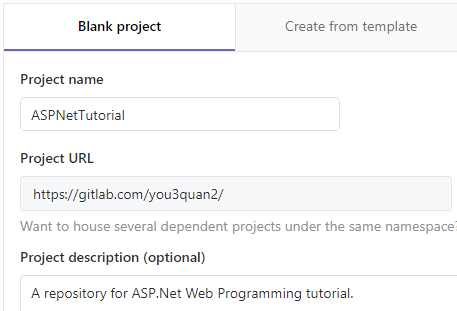 Blank project
Create from template
Project name
ASPNetTutorial
Project URL
https://gitlab.com/you3quan2/
Want to house several dependent projects under the same namespace?
Project description (optional)
A repository for ASP.Net Web Programming tutorial.